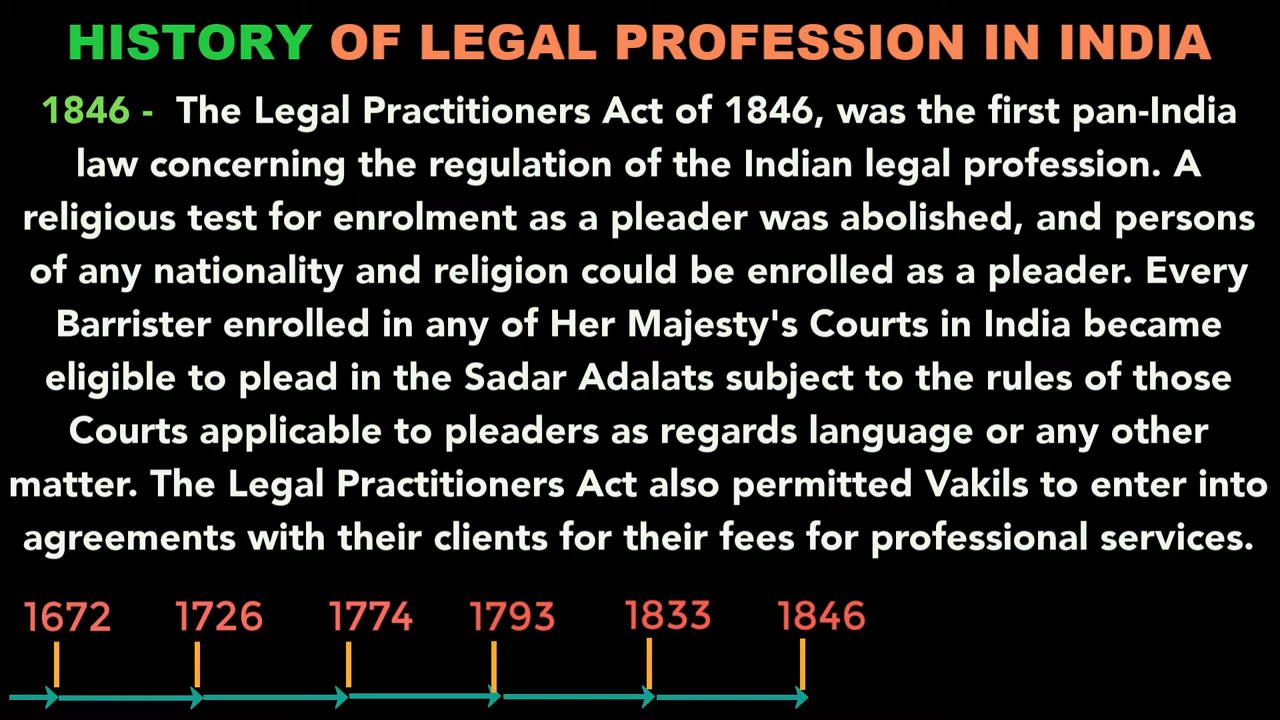 HISTORY OF LEGAL PROFESSION IN INDIA
1846 - The Legal Practitioners Act of 1846, was the first pan-India
law concerning the regulation of the Indian legal profession. A
religious test for enrolment as a pleader was abolished, and persons
of any nationality and religion could be enrolled as a pleader. Every
Barrister enrolled in any of Her Majesty's Courts in India became
eligible to plead in the Sadar Adalats subject to the rules of those
Courts applicable to pleaders as regards language or any other
matter. The Legal Practitioners Act also permitted Vakils to enter into
agreements with their clients for their fees for professional services.
1672 1726 1774 1793 1833 1846